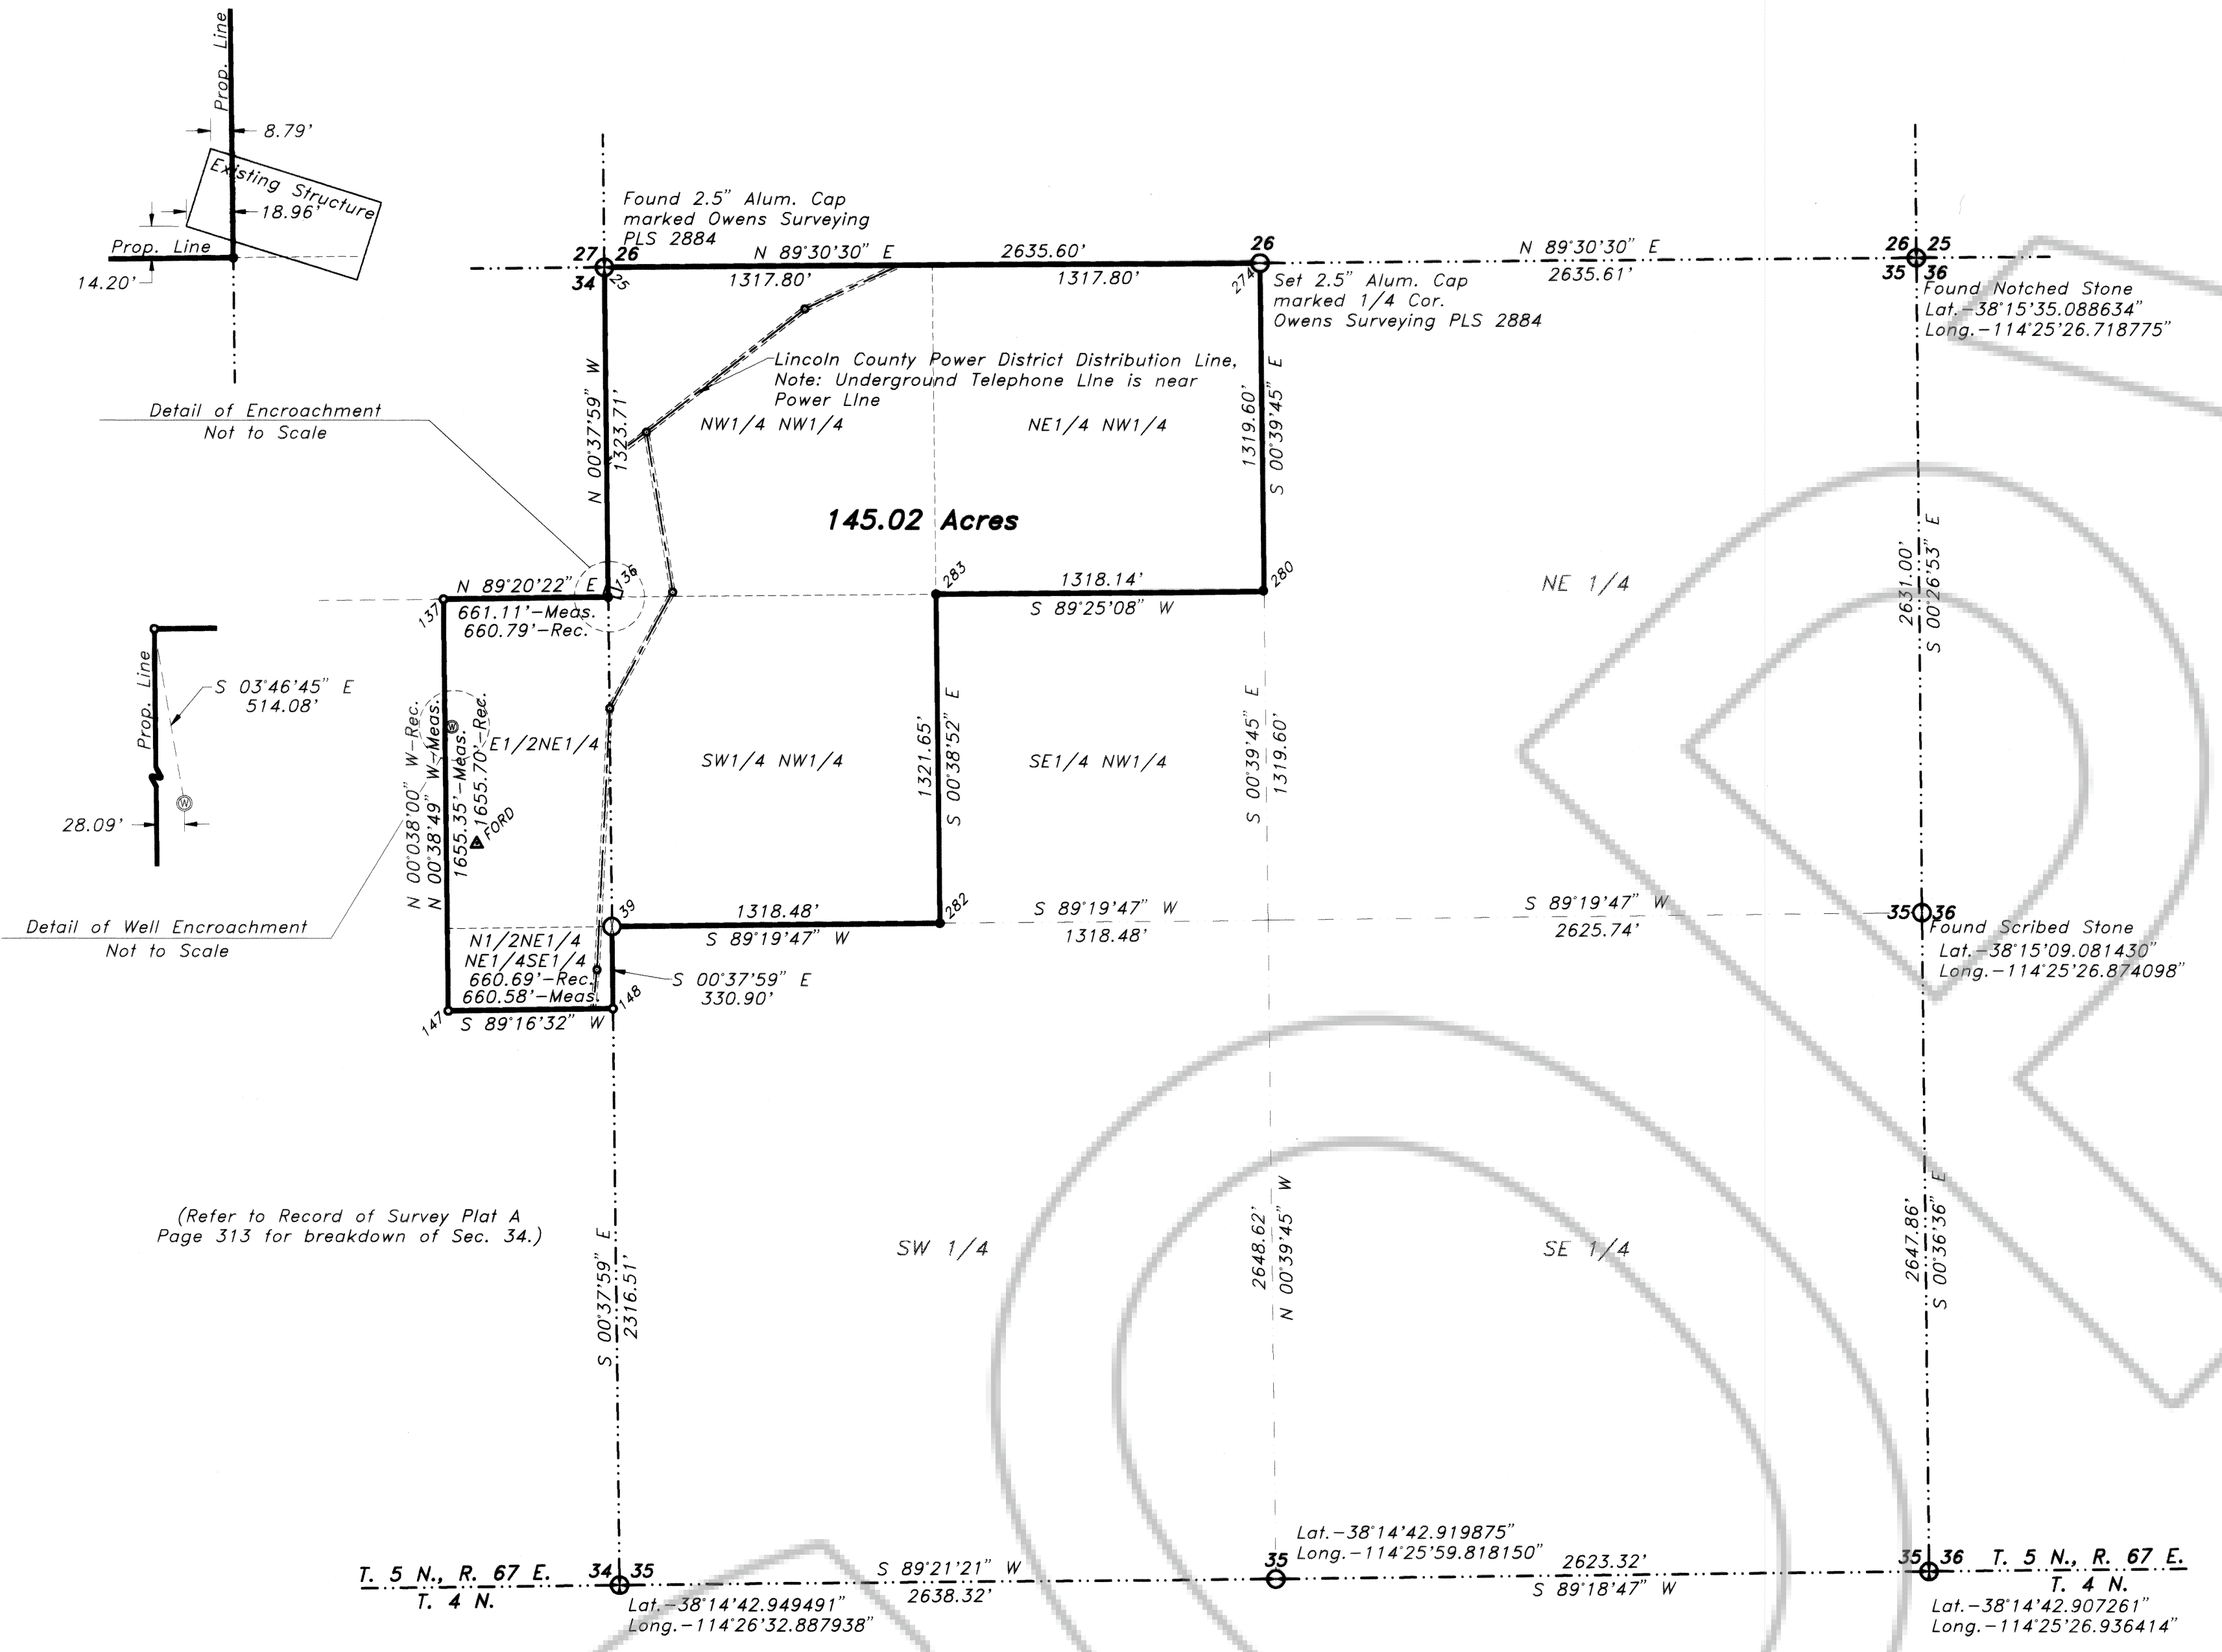 Prop. Line
8.79'
Existing Structure
18.96'
Prop. Line
14.20'
Detail of Encroachment
Not to Scale
Found 2.5" Alum. Cap
marked Owens Surveying
PLS 2884
27 26
34
25
N 89°30'30" E 2635.60'
1317.80' 1317.80'
26
274
Set 2.5" Alum. Cap
marked 1/4 Cor.
Owens Surveying PLS 2884
N 89°30'30" E
2635.61'
26 25
35 36
Found Notched Stone
Lat.-38°15'35.088634"
Long.-114°25'26.718775"
Lincoln County Power District Distribution Line,
Note: Underground Telephone LIne is near
Power LIne
N 00°37'59" W
1323.71'
NW1/4 NW1/4
NE1/4 NW1/4
1319.60'
S 00°39'45" E
145.02 Acres
N 89°20'22" E
136
661.11'-Meas.
660.79'-Rec.
137
283
1318.14'
S 89°25'08" W
280
NE 1/4
2631.00'
S 00°26'53" E
Prop. Line
S 03°46'45" E
514.08'
W
28.09'
Detail of Well Encroachment
Not to Scale
N 00°038'00" W-Rec.
N 00°38'49" W-Meas.
1655.35'-Meas.
1655.70'-Rec.
W
FORD
E1/2NE1/4
SW1/4 NW1/4
1321.65'
S 00°38'52" E
SE1/4 NW1/4
S 00°39'45" E
1319.60'
39
1318.48'
S 89°19'47" W
282
S 89°19'47" W
1318.48'
S 89°19'47" W
2625.74'
35 36
Found Scribed Stone
Lat.-38°15'09.081430"
Long.-114°25'26.874098"
N1/2NE1/4
NE1/4SE1/4
660.69'-Rec.
660.58'-Meas.
S 00°37'59" E
330.90'
147
148
S 89°16'32" W
(Refer to Record of Survey Plat A
Page 313 for breakdown of Sec. 34.)
S 00°37'59" E
2316.51'
SW 1/4
2648.62'
N 00°39'45" W
SE 1/4
2647.86'
S 00°36'36" E
T. 5 N., R. 67 E.
T. 4 N.
34 35
Lat.-38°14'42.949491"
Long.-114°26'32.887938"
S 89°21'21" W
2638.32'
Lat.-38°14'42.919875"
Long.-114°25'59.818150"
35
2623.32'
S 89°18'47" W
35 36
T. 5 N., R. 67 E.
T. 4 N.
Lat.-38°14'42.907261"
Long.-114°25'26.936414"